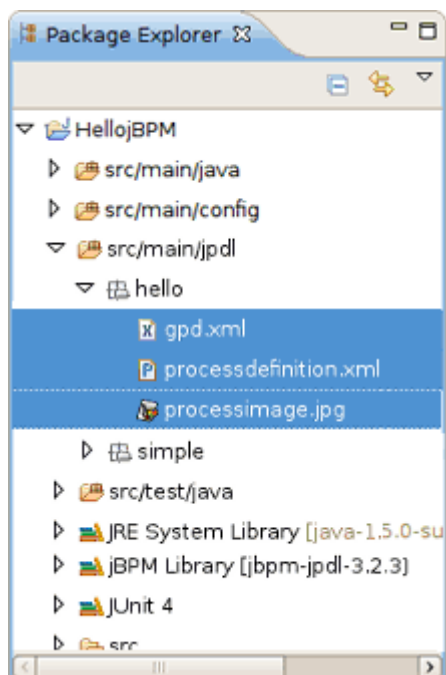 Package Explorer
HellojBPM
src/main/java
src/main/config
src/main/jpdl
hello
gpd.xml
processdefinition.xml
processimage.jpg
simple
src/test/java
JRE System Library [java-1.5.0-su
jBPM Library [jbpm-jpdl-3.2.3]
JUnit 4
src